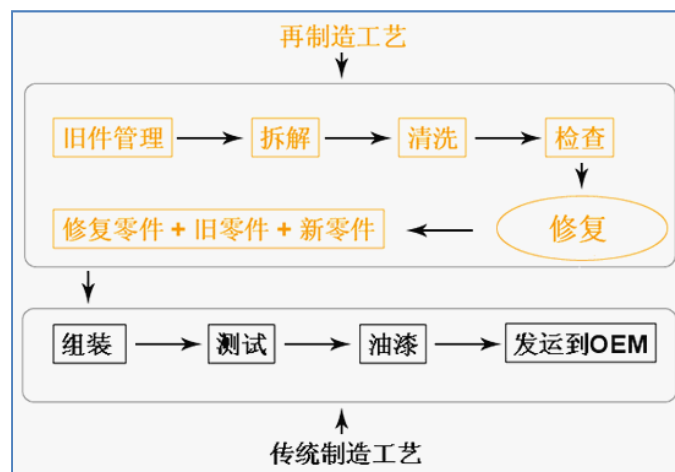 再制造工艺
旧件管理 拆解 清洗 检查
修复零件 + 旧零件 + 新零件 修复
组装 测试 油漆 发运到OEM
传统制造工艺